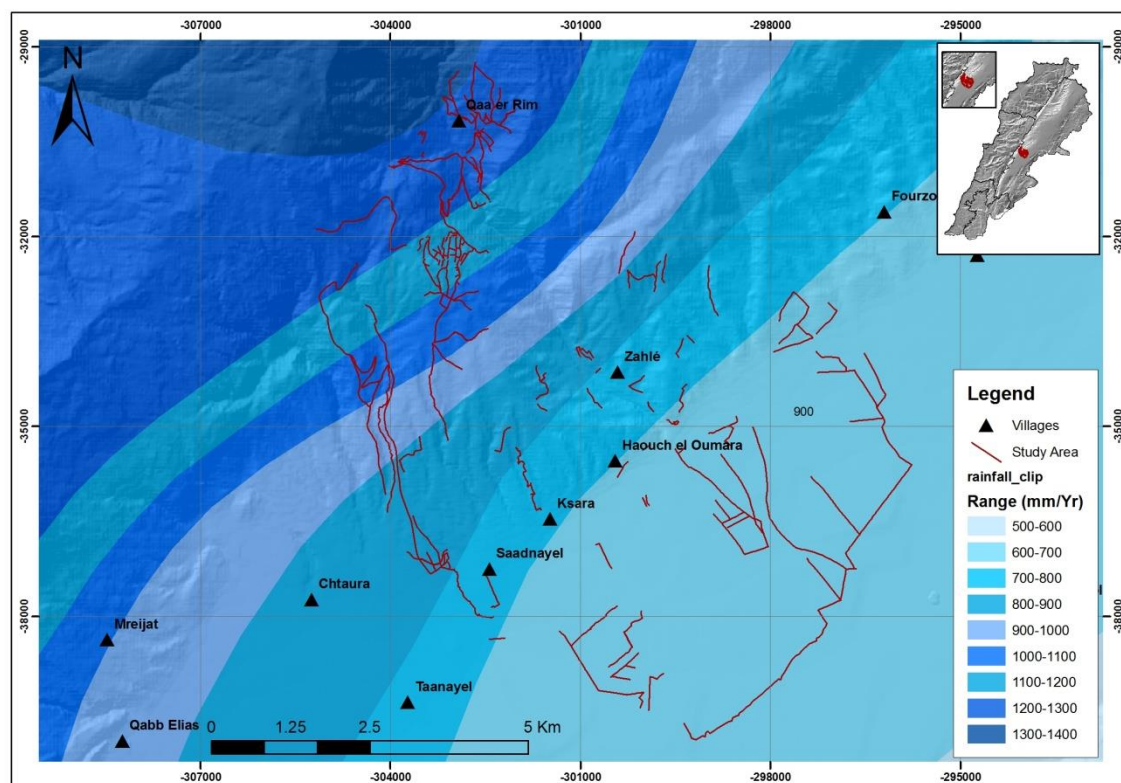 -307000 -304000 -301000 -298000 -295000
-29000 -29000
N
Qaa er Rim
Fourzo
-32000 -32000
Zahlé
900
-35000 -35000
Haouch el Oumara
Ksara
Saadnayel
Chtaura
-38000 -38000
Mreijat
Taanayel
Qabb Elias
0 1.25 2.5 5 Km
Legend
Villages
Study Area
rainfall_clip
Range (mm/Yr)
500-600
600-700
700-800
800-900
900-1000
1000-1100
1100-1200
1200-1300
1300-1400
-307000 -304000 -301000 -298000 -295000